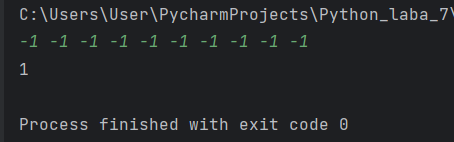 C:\Users\User\PycharmProjects\Python_laba_7\
-1 -1 -1 -1 -1 -1 -1 -1 -1 -1
1
Process finished with exit code 0